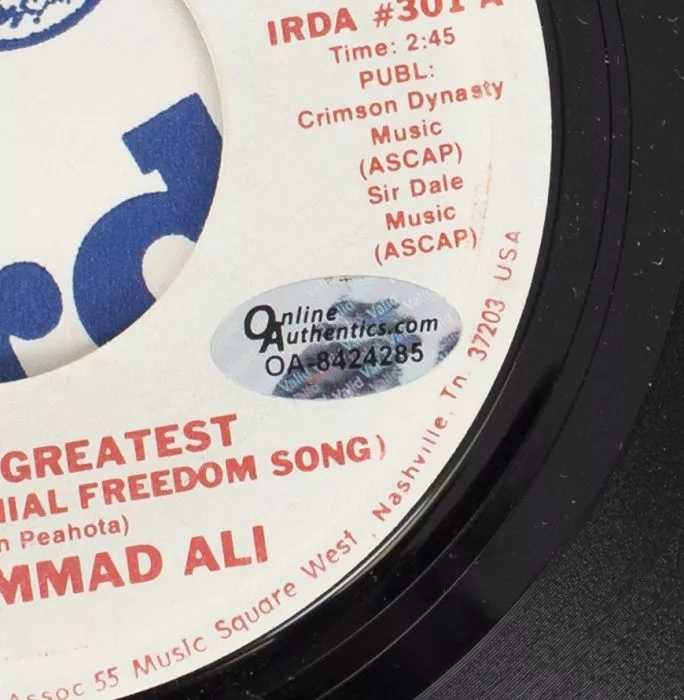 IRDA #301 A
Time: 2:45
PUBL:
Crimson Dynasty
Music
(ASCAP)
Sir Dale
Music
(ASCAP)
Online
Authentics.com
OA-8424285
GREATEST
NIAL FREEDOM SONG)
n Peahota)
MMAD ALI
Assoc 55 Music Square West, Nashville, Tn. 37203 USA